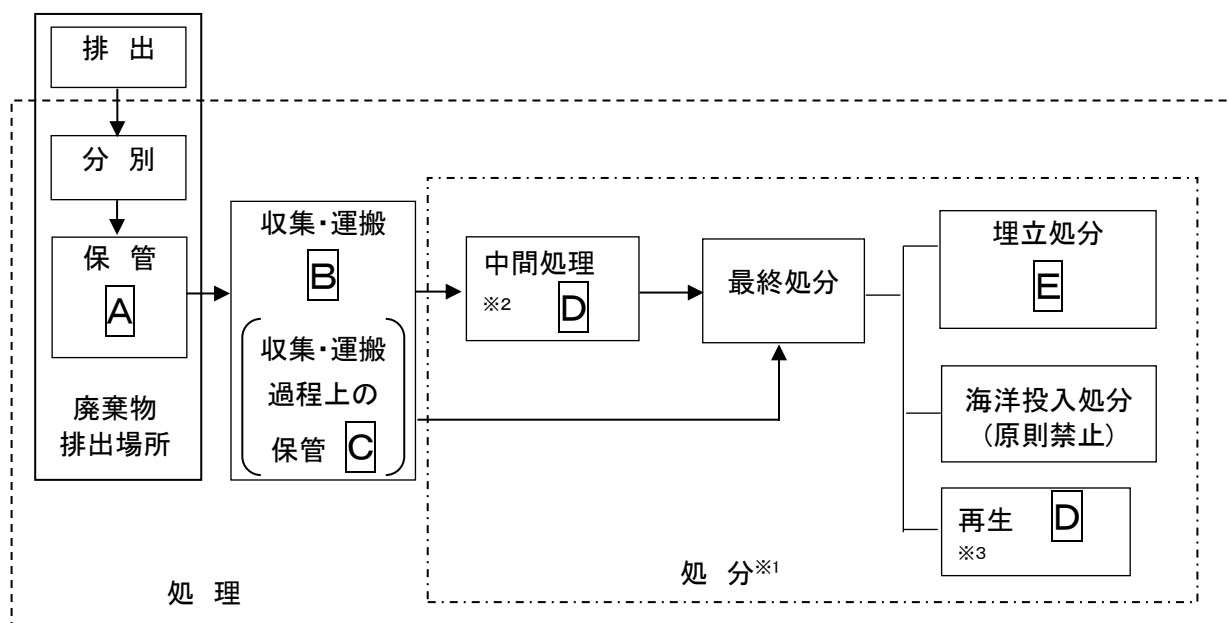 排 出
分 別
保 管
A
廃棄物
排出場所
収集・運搬
B
収集・運搬
過程上の
保管 C
中間処理
※2 D
最終処分
埋立処分
E
海洋投入処分
（原則禁止）
再生 D
※3
処 分※1
処 理